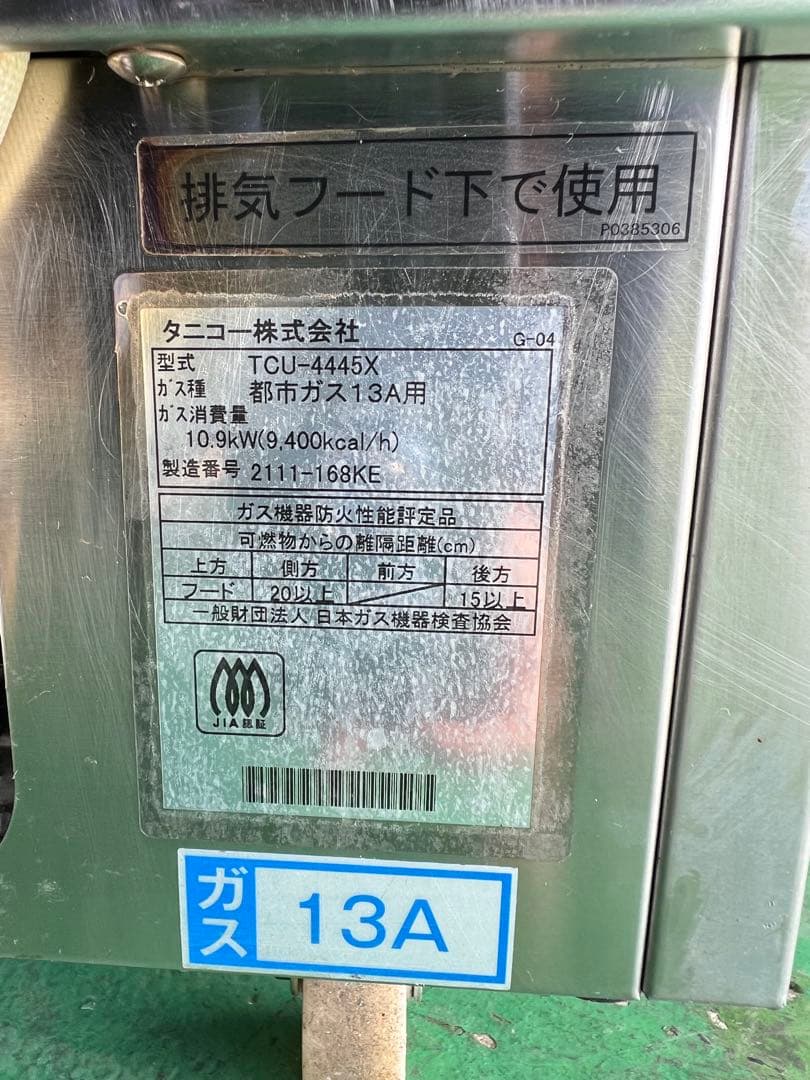 排気フード下で使用
P0385306
タニコー株式会社 G-04
型式 TCU-4445X
ガス種 都市ガス13A用
ガス消費量
10.9kW(9,400kcal/h)
製造番号 2111-168KE
ガス機器防火性能評定品
可燃物からの離隔距離(cm)
上方 側方 前方 後方
フード 20以上 15以上
一般財団法人 日本ガス機器検査協会
JIA認証
ガス 13A